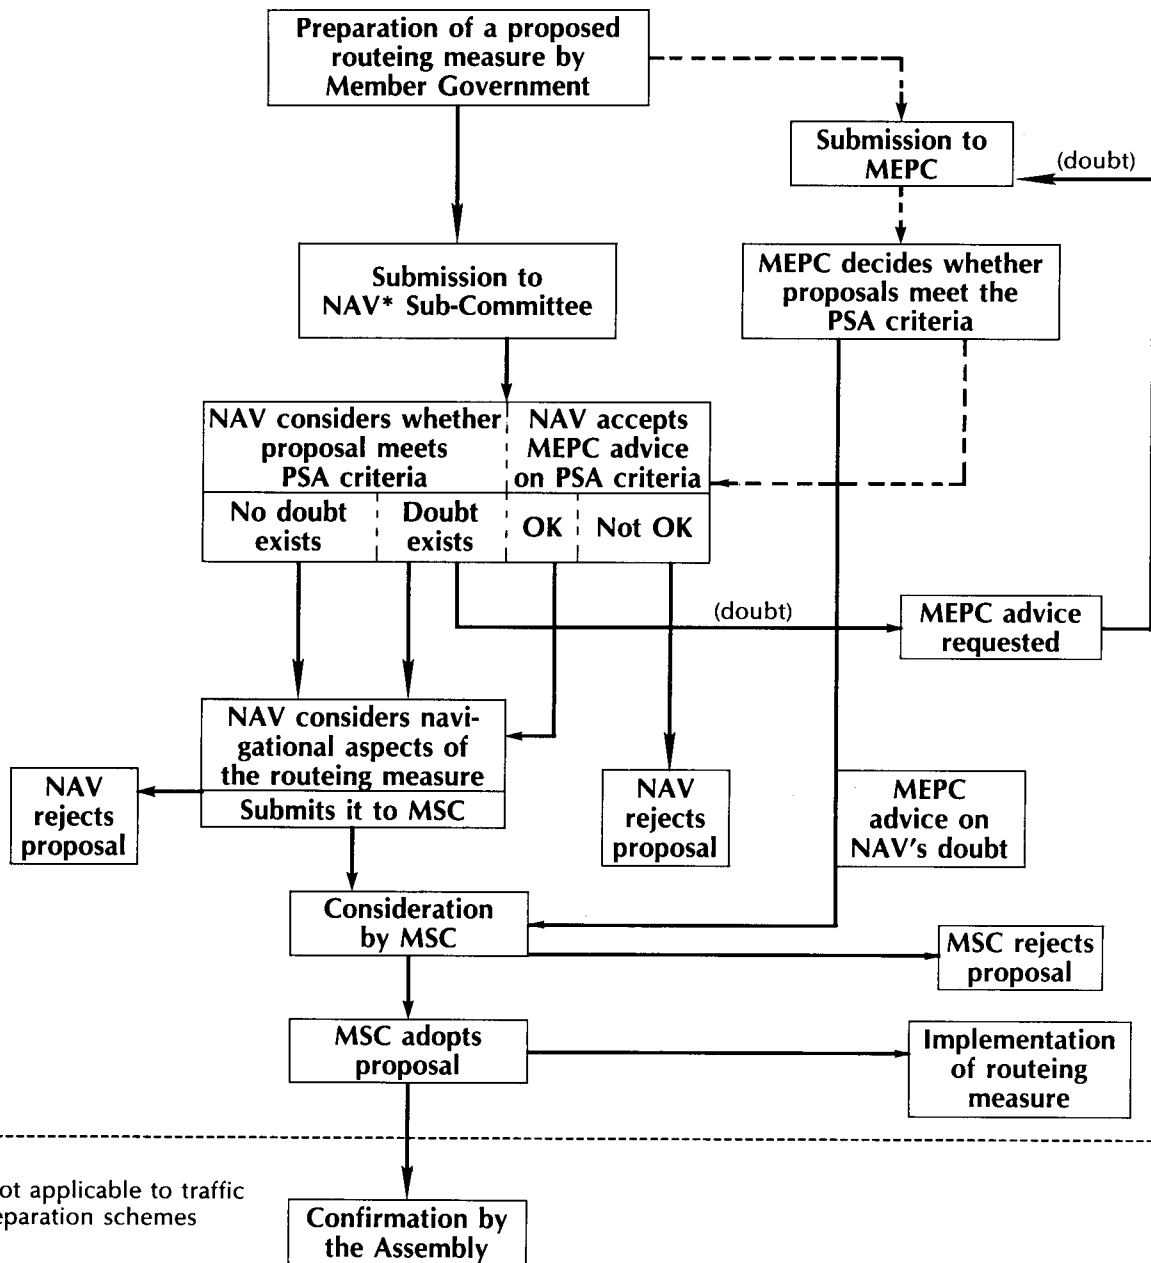 Preparation of a proposed
routeing measure by
Member Government
Submission to
MEPC
(doubt)
Submission to
NAV* Sub-Committee
MEPC decides whether
proposals meet the
PSA criteria
NAV considers whether
proposal meets
PSA criteria
NAV accepts
MEPC advice
on PSA criteria
No doubt
exists
Doubt
exists
OK
Not OK
(doubt)
MEPC advice
requested
NAV considers navi-
gational aspects of
the routeing measure
Submits it to MSC
NAV
rejects
proposal
NAV
rejects
proposal
MEPC
advice on
NAV's doubt
Consideration
by MSC
MSC rejects
proposal
MSC adopts
proposal
Implementation
of routeing
measure
ot applicable to traffic
eparation schemes
Confirmation by
the Assembly